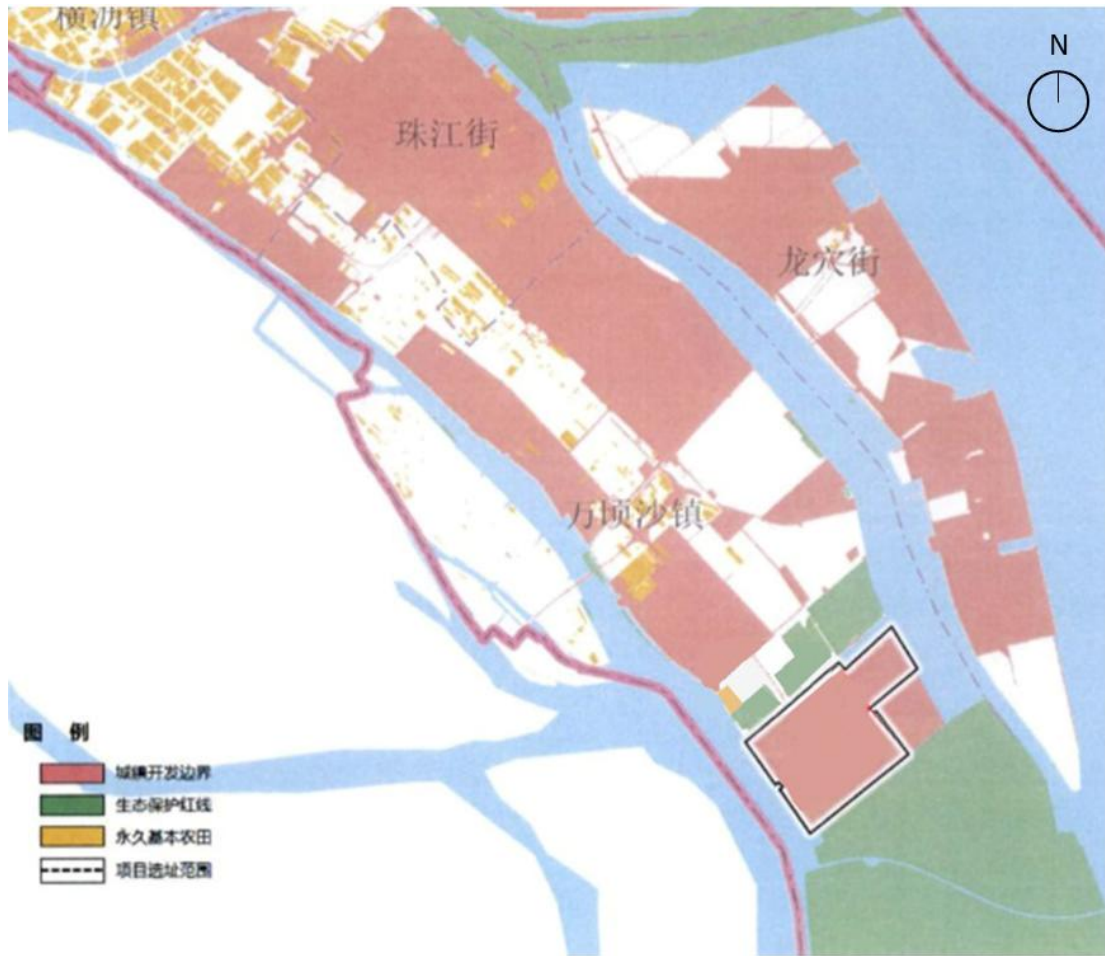 横沥镇
N
珠江街
龙穴街
万顷沙镇
图 例
城镇开发边界
生态保护红线
永久基本农田
项目选址范围